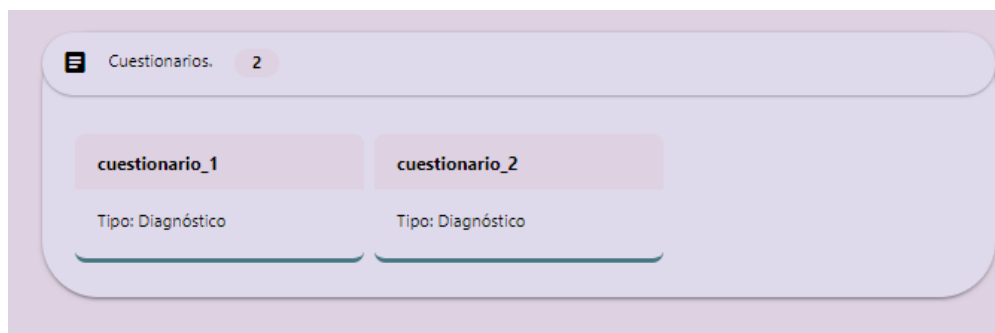 Cuestionarios. 2
cuestionario_1 cuestionario_2
Tipo: Diagnóstico Tipo: Diagnóstico